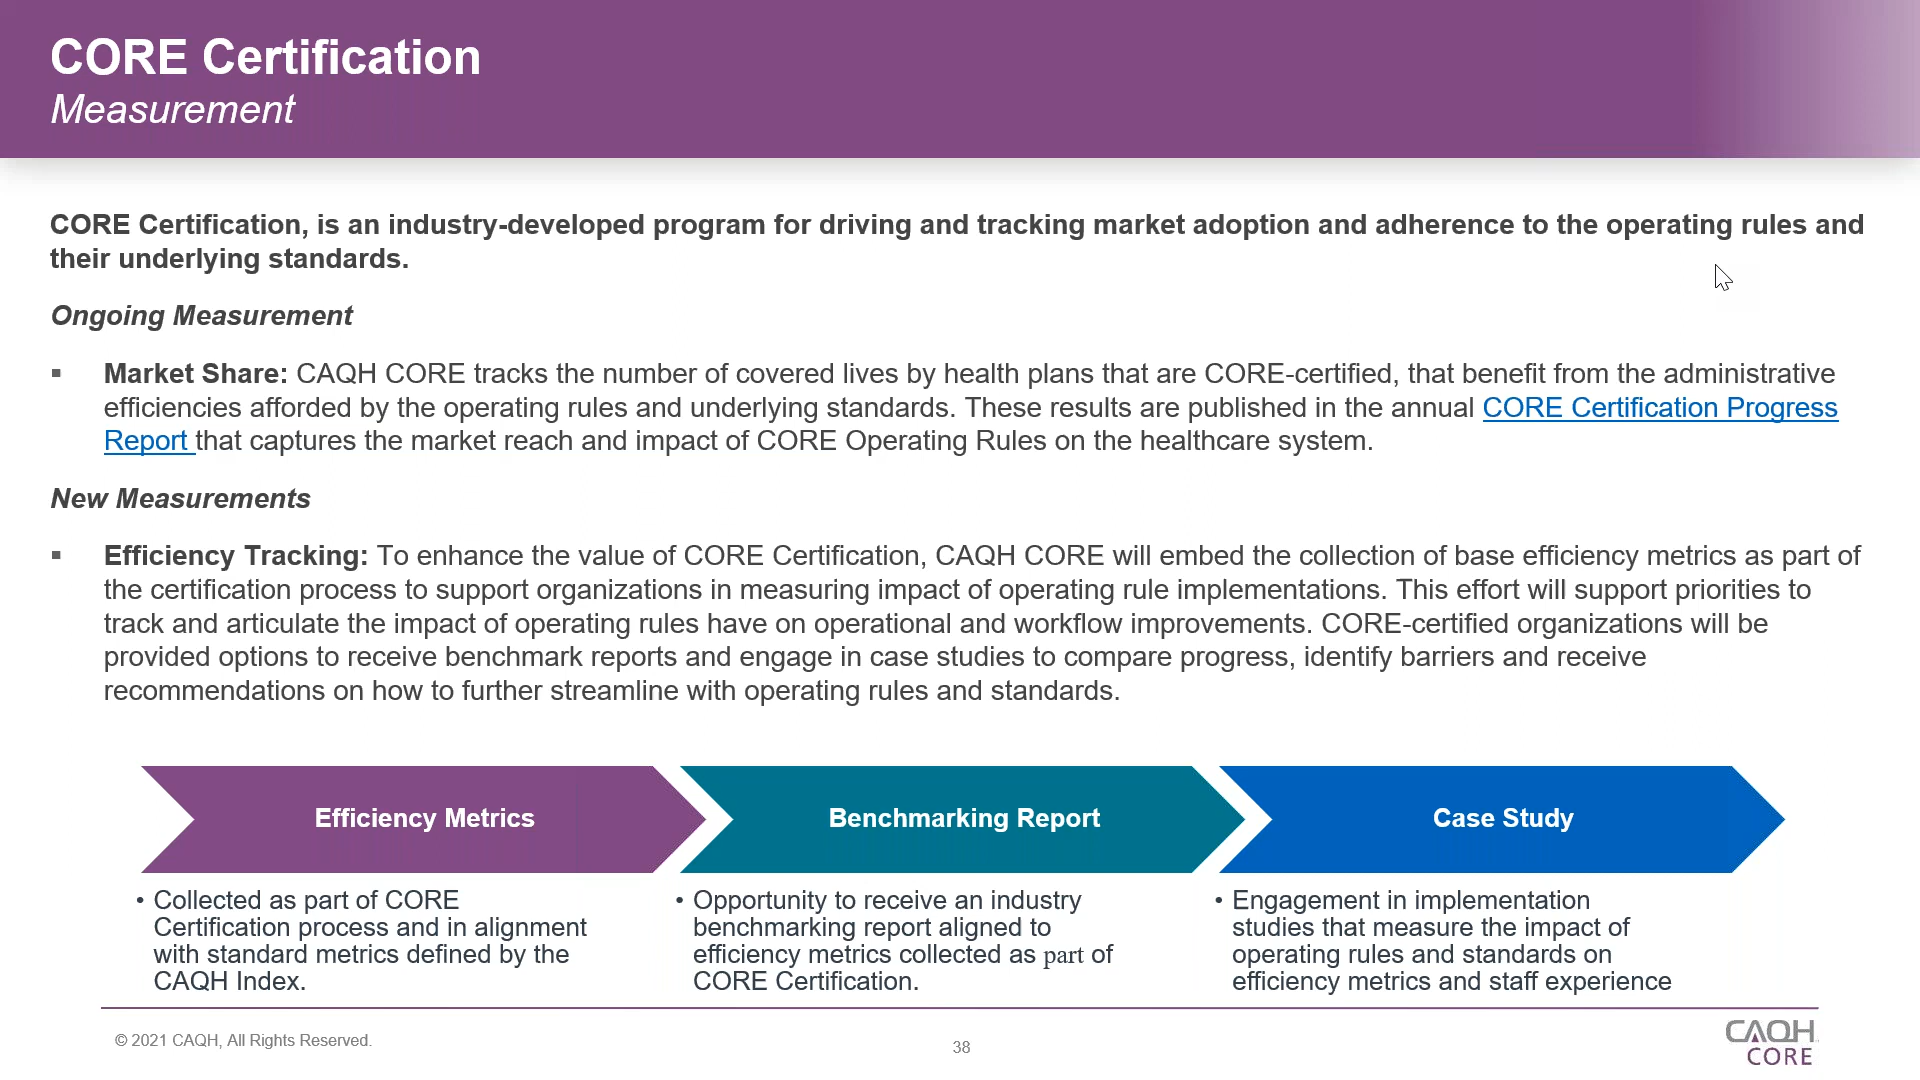 CORE Certification
Measurement
CORE Certification, is an industry-developed program for driving and tracking market adoption and adherence to the operating rules and
their underlying standards.
Ongoing Measurement
▪ Market Share: CAQH CORE tracks the number of covered lives by health plans that are CORE-certified, that benefit from the administrative
efficiencies afforded by the operating rules and underlying standards. These results are published in the annual CORE Certification Progress
Report that captures the market reach and impact of CORE Operating Rules on the healthcare system.
New Measurements
▪ Efficiency Tracking: To enhance the value of CORE Certification, CAQH CORE will embed the collection of base efficiency metrics as part of
the certification process to support organizations in measuring impact of operating rule implementations. This effort will support priorities to
track and articulate the impact of operating rules have on operational and workflow improvements. CORE-certified organizations will be
provided options to receive benchmark reports and engage in case studies to compare progress, identify barriers and receive
recommendations on how to further streamline with operating rules and standards.
Efficiency Metrics
• Collected as part of CORE
Certification process and in alignment
with standard metrics defined by the
CAQH Index.
Benchmarking Report
• Opportunity to receive an industry
benchmarking report aligned to
efficiency metrics collected as part of
CORE Certification.
Case Study
• Engagement in implementation
studies that measure the impact of
operating rules and standards on
efficiency metrics and staff experience
© 2021 CAQH, All Rights Reserved.
38
CAQH
CORE